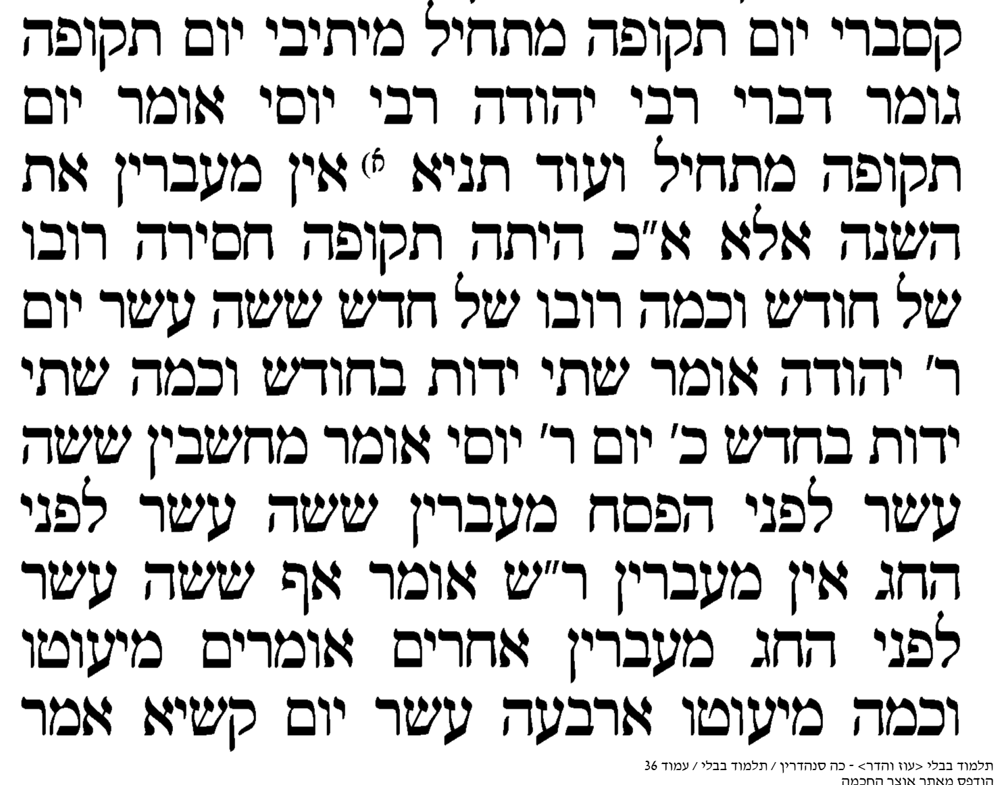 קסברי יום תקופה מתחיל מיתיבי יום תקופה
גומר דברי רבי יהודה רבי יוסי אומר יום
תקופה מתחיל ועוד תניא ה) אין מעברין את
השנה אלא א״כ היתה תקופה חסירה רובו
של חודש וכמה רובו של חדש ששה עשר יום
ר׳ יהודה אומר שתי ידות בחודש וכמה שתי
ידות בחדש כ׳ יום ר׳ יוסי אומר מחשבין ששה
עשר לפני הפסח מעברין ששה עשר לפני
החג אין מעברין ר״ש אומר אף ששה עשר
לפני החג מעברין אחרים אומרים מיעוטו
וכמה מיעוטו ארבעה עשר יום קשיא אמר
תלמוד בבלי <עוז והדר> - כה סנהדרין / תלמוד בבלי / עמוד 36
הודפס מאתר אוצר החכמה